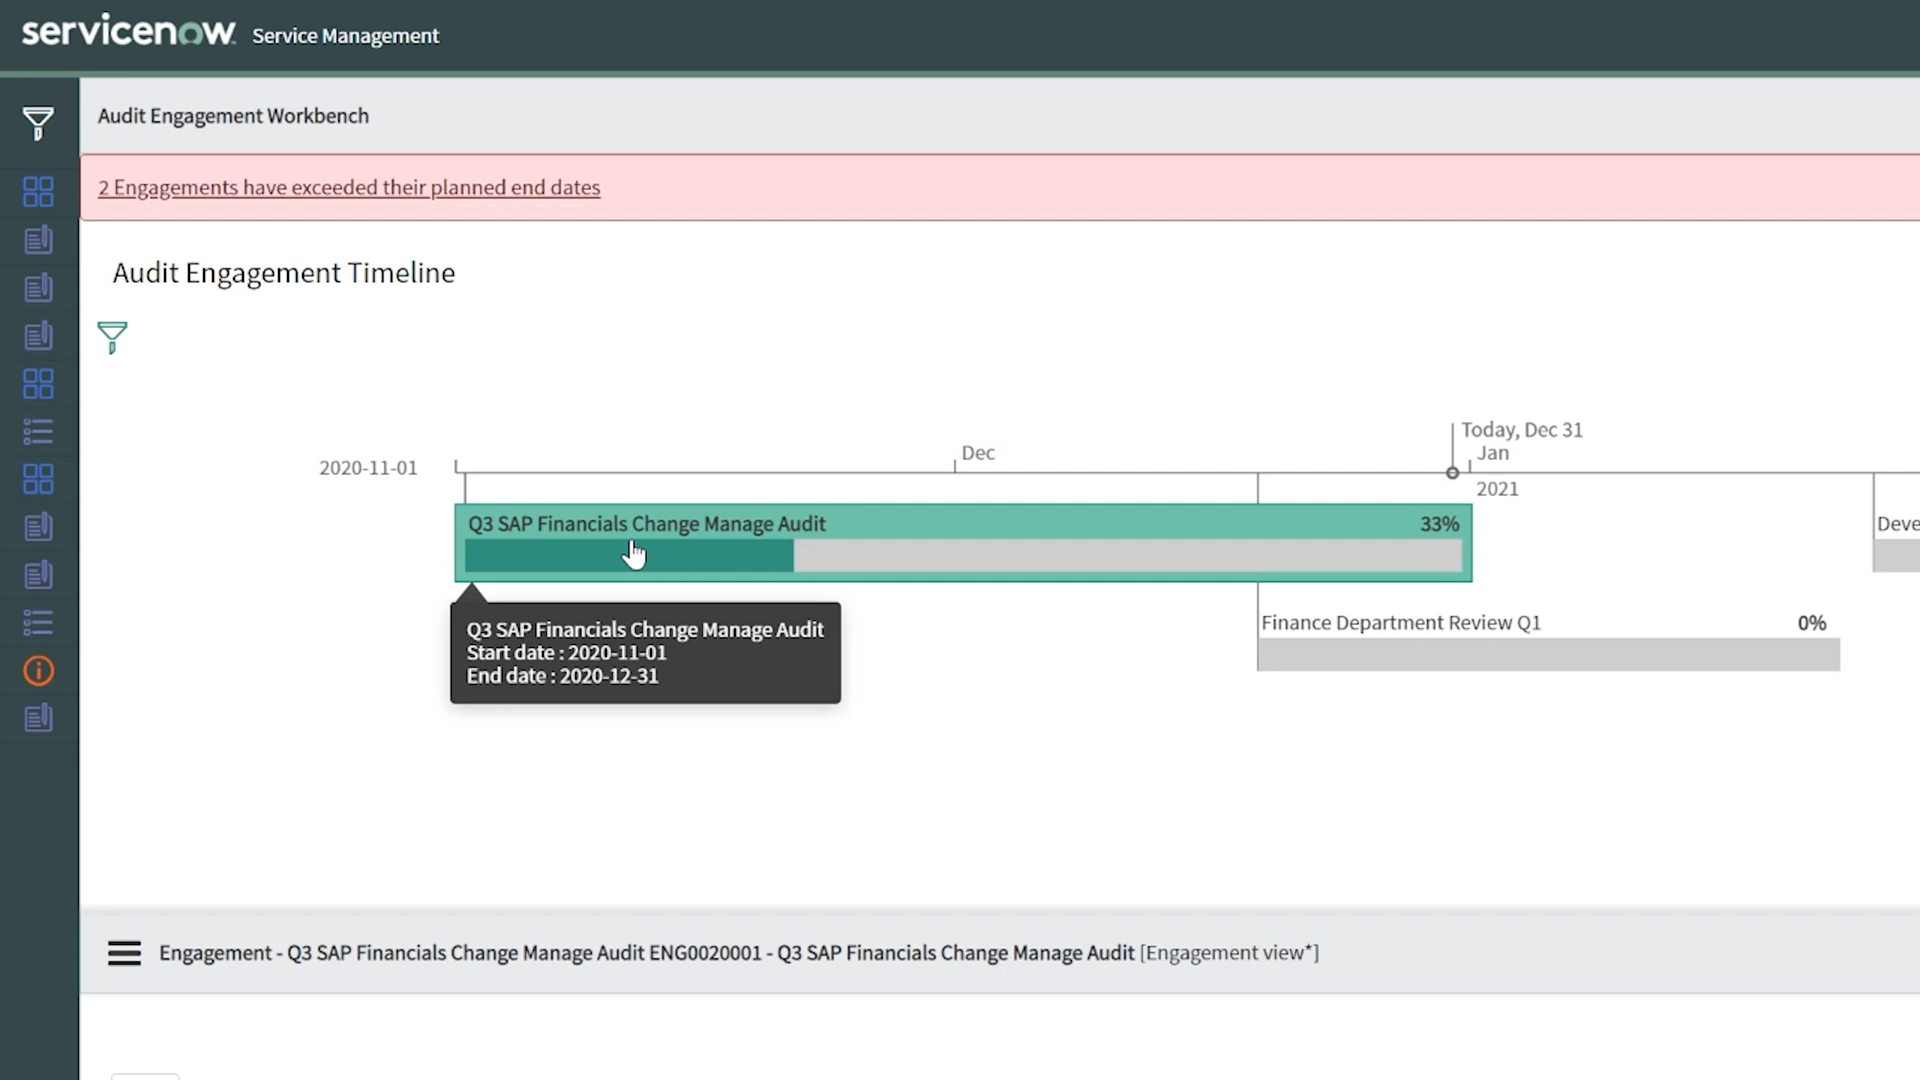 servicenow. Service Management
Audit Engagement Workbench
2 Engagements have exceeded their planned end dates
Audit Engagement Timeline
Today, Dec 31
Dec
Jan
2020-11-01
2021
Q3 SAP Financials Change Manage Audit 33%
Deve
Q3 SAP Financials Change Manage Audit
Start date : 2020-11-01
End date : 2020-12-31
Finance Department Review Q1 0%
Engagement - Q3 SAP Financials Change Manage Audit ENG0020001 - Q3 SAP Financials Change Manage Audit [Engagement view*]